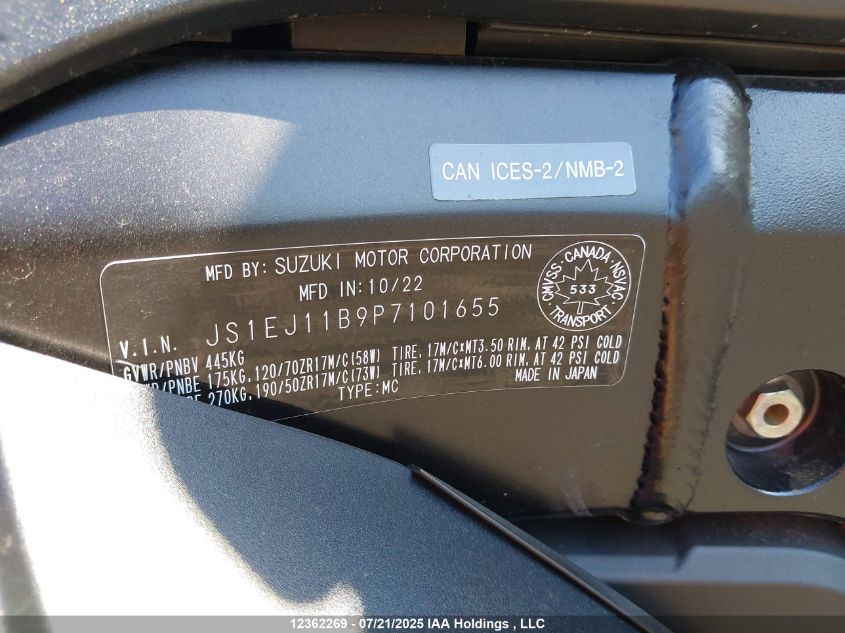 CAN ICES-2/NMB-2
MFD BY: SUZUKI MOTOR CORPORATION
MFD IN: 10/22
CMVSS · CANADA · NSVAC
533
TRANSPORT
V.I.N. JS1EJ11B9P7101655
GVWR/PNBV 445KG
175KG, 120/70ZR17M/C(58W) TIRE, 17M/C×MT3.50 RIM. AT 42 PSI COLD
270KG, 190/50ZR17M/C(73W) TIRE, 17M/C×MT6.00 RIM. AT 42 PSI COLD
TYPE: MC
MADE IN JAPAN
12362269 - 07/21/2025 IAA Holdings , LLC